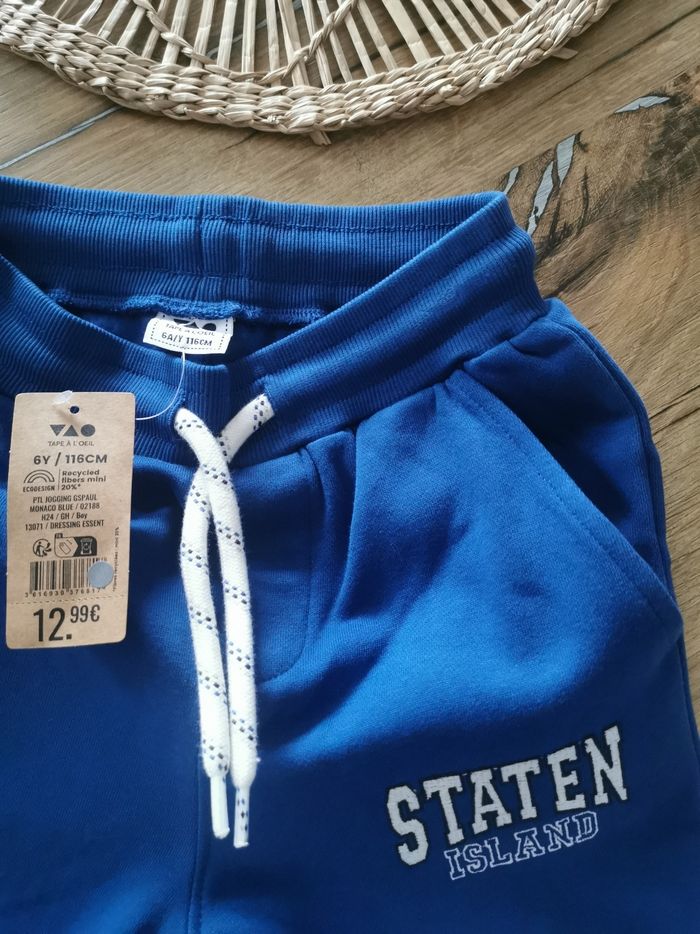 TAPE À L'OEIL
6A/Y 116CM
TAPE À L'OEIL
6Y / 116CM
ECODESIGN
Recycled
fibers mini
20%*
PTL JOGGING GSPAUL
MONACO BLUE / 02188
H24 / GH / Boy
13071 / DRESSING ESSENT
12.99€
STATEN
ISLAND